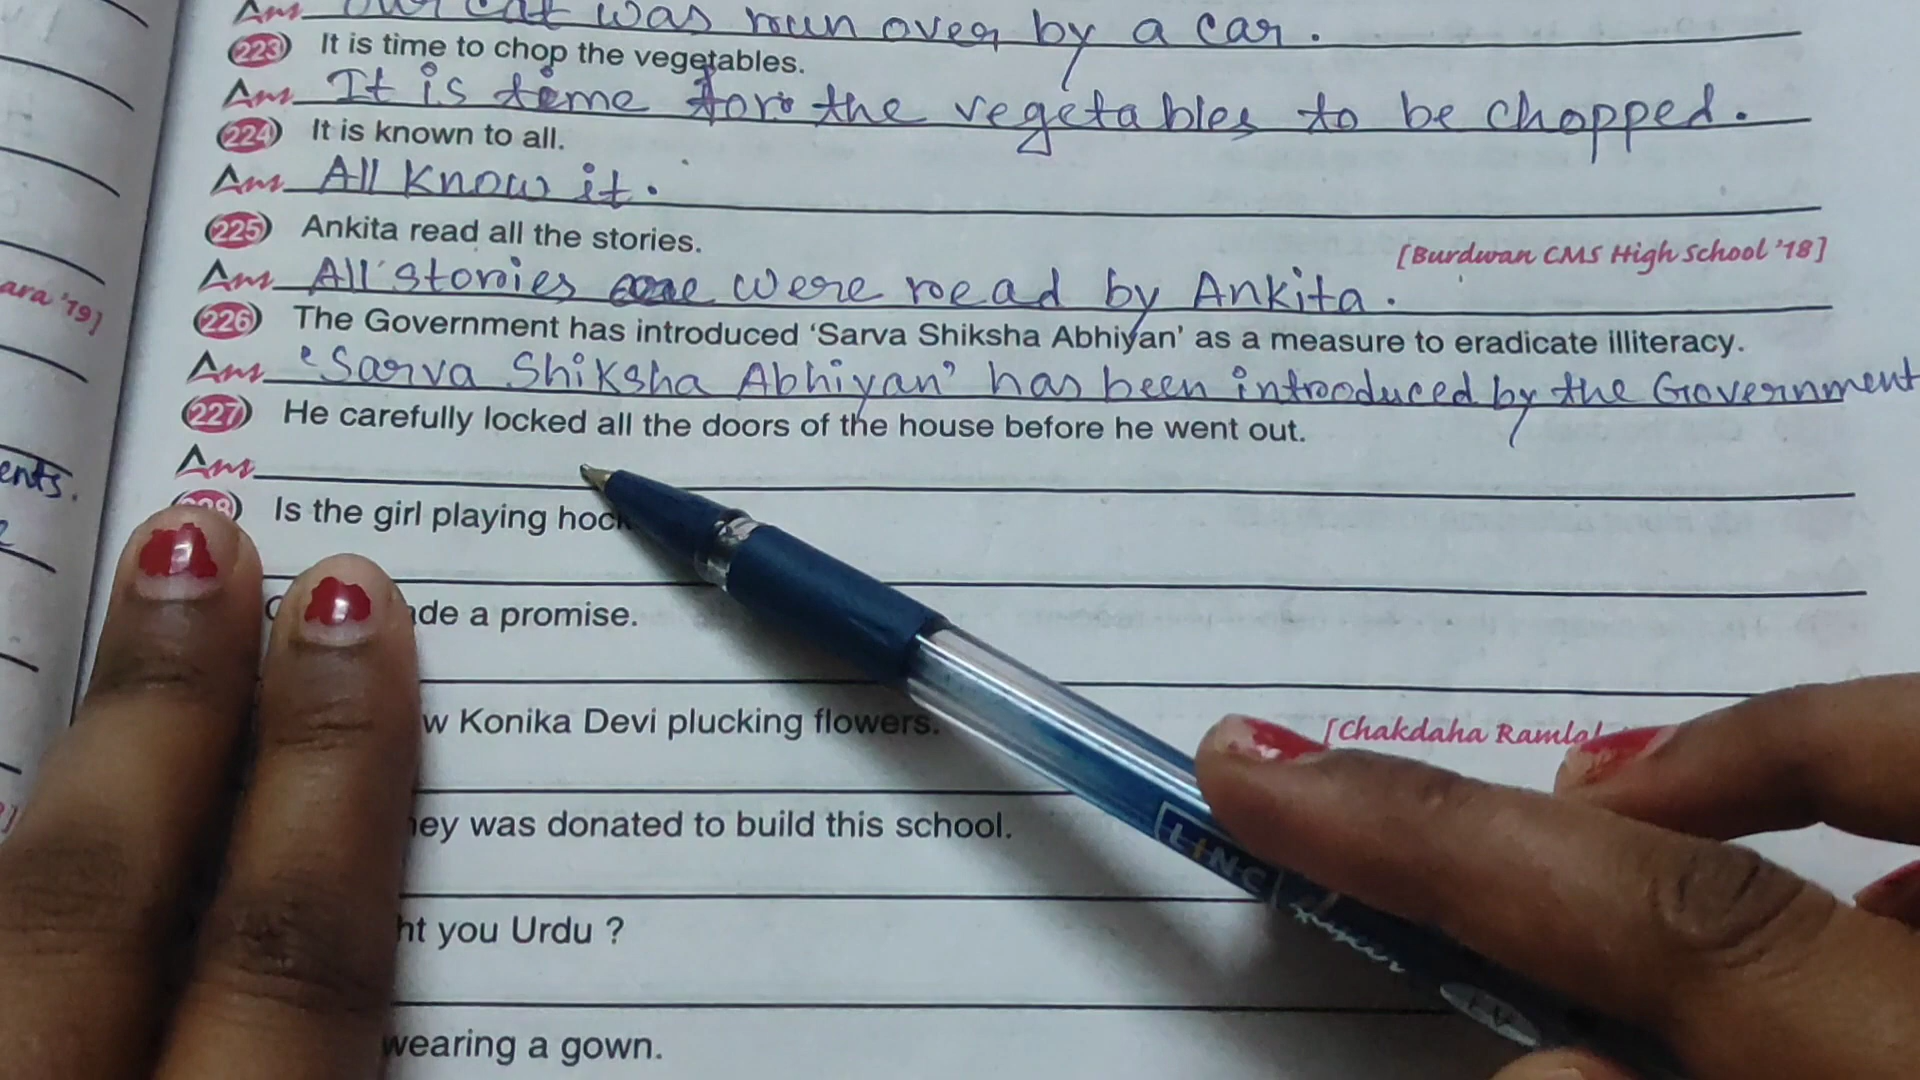 Ans Our cat was run over by a car.
223 It is time to chop the vegetables.
Ans It is time for the vegetables to be chopped.
224 It is known to all.
Ans All know it.
225 Ankita read all the stories.
[Burdwan CMS High School '18]
Ans All stories were read by Ankita.
226 The Government has introduced 'Sarva Shiksha Abhiyan' as a measure to eradicate illiteracy.
Ans 'Sarva Shiksha Abhiyan' has been introduced by the Government
227 He carefully locked all the doors of the house before he went out.
Ans
Is the girl playing
a promise.
Konika Devi plucking flowers.
[Chakdaha
was donated to build this school.
you Urdu ?
wearing a gown.
ara '19]
ents.
LINC